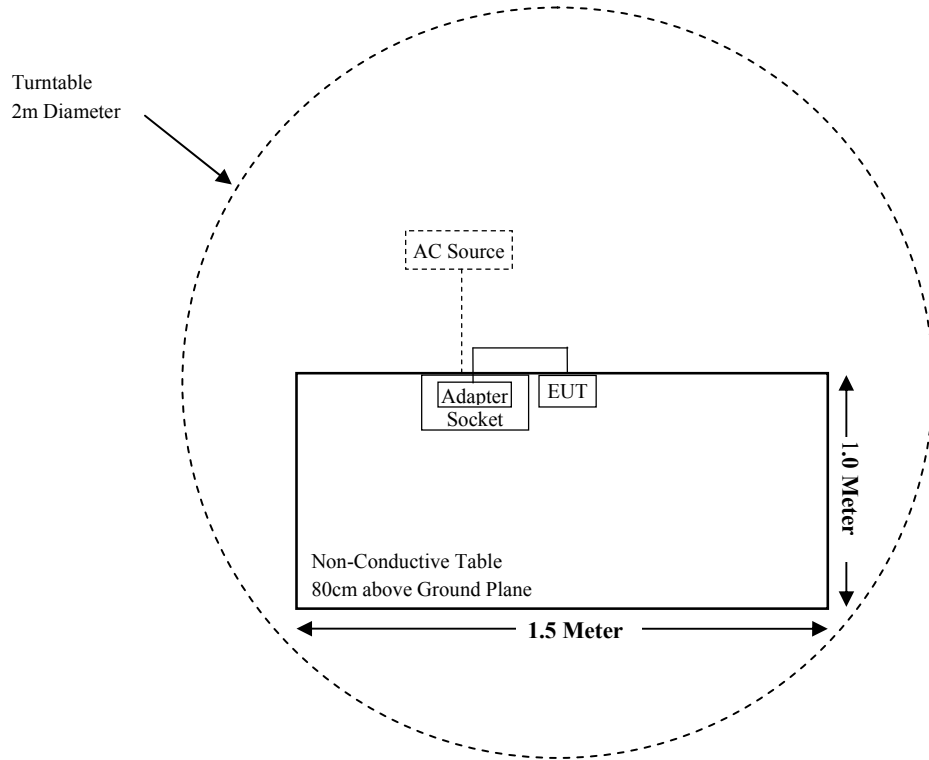 Turntable
2m Diameter
AC Source
Adapter
Socket
EUT
1.0 Meter
Non-Conductive Table
80cm above Ground Plane
1.5 Meter